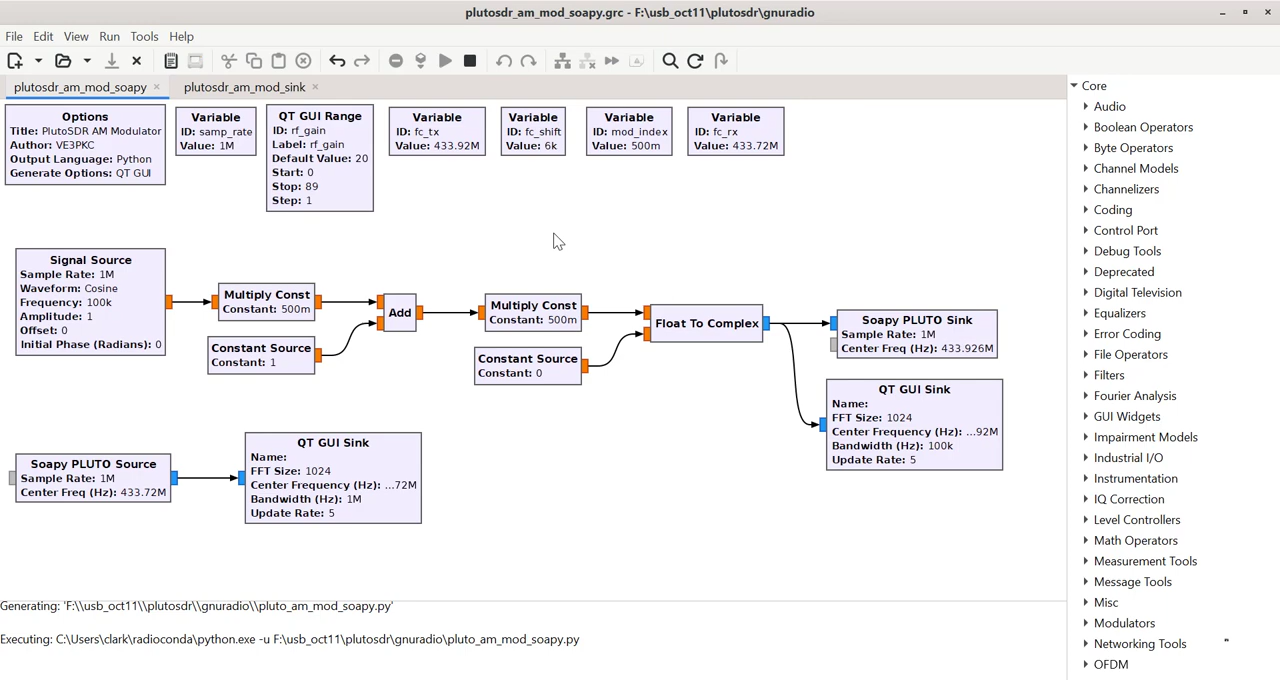 plutosdr_am_mod_soapy.grc - F:\usb_oct11\plutosdr\gnuradio
File Edit View Run Tools Help
plutosdr_am_mod_soapy × plutosdr_am_mod_sink ×
Options
Title: PlutoSDR AM Modulator
Author: VE3PKC
Output Language: Python
Generate Options: QT GUI
Variable
ID: samp_rate
Value: 1M
QT GUI Range
ID: rf_gain
Label: rf_gain
Default Value: 20
Start: 0
Stop: 89
Step: 1
Variable
ID: fc_tx
Value: 433.92M
Variable
ID: fc_shift
Value: 6k
Variable
ID: mod_index
Value: 500m
Variable
ID: fc_rx
Value: 433.72M
Signal Source
Sample Rate: 1M
Waveform: Cosine
Frequency: 100k
Amplitude: 1
Offset: 0
Initial Phase (Radians): 0
Multiply Const
Constant: 500m
Constant Source
Constant: 1
Add
Multiply Const
Constant: 500m
Constant Source
Constant: 0
Float To Complex
Soapy PLUTO Sink
Sample Rate: 1M
Center Freq (Hz): 433.926M
QT GUI Sink
Name:
FFT Size: 1024
Center Frequency (Hz): ...92M
Bandwidth (Hz): 100k
Update Rate: 5
Soapy PLUTO Source
Sample Rate: 1M
Center Freq (Hz): 433.72M
QT GUI Sink
Name:
FFT Size: 1024
Center Frequency (Hz): ...72M
Bandwidth (Hz): 1M
Update Rate: 5
Generating: 'F:\\usb_oct11\\plutosdr\\gnuradio\\pluto_am_mod_soapy.py'
Executing: C:\Users\clark\radioconda\python.exe -u F:\usb_oct11\plutosdr\gnuradio\pluto_am_mod_soapy.py
Core
Audio
Boolean Operators
Byte Operators
Channel Models
Channelizers
Coding
Control Port
Debug Tools
Deprecated
Digital Television
Equalizers
Error Coding
File Operators
Filters
Fourier Analysis
GUI Widgets
Impairment Models
Industrial I/O
Instrumentation
IQ Correction
Level Controllers
Math Operators
Measurement Tools
Message Tools
Misc
Modulators
Networking Tools
OFDM